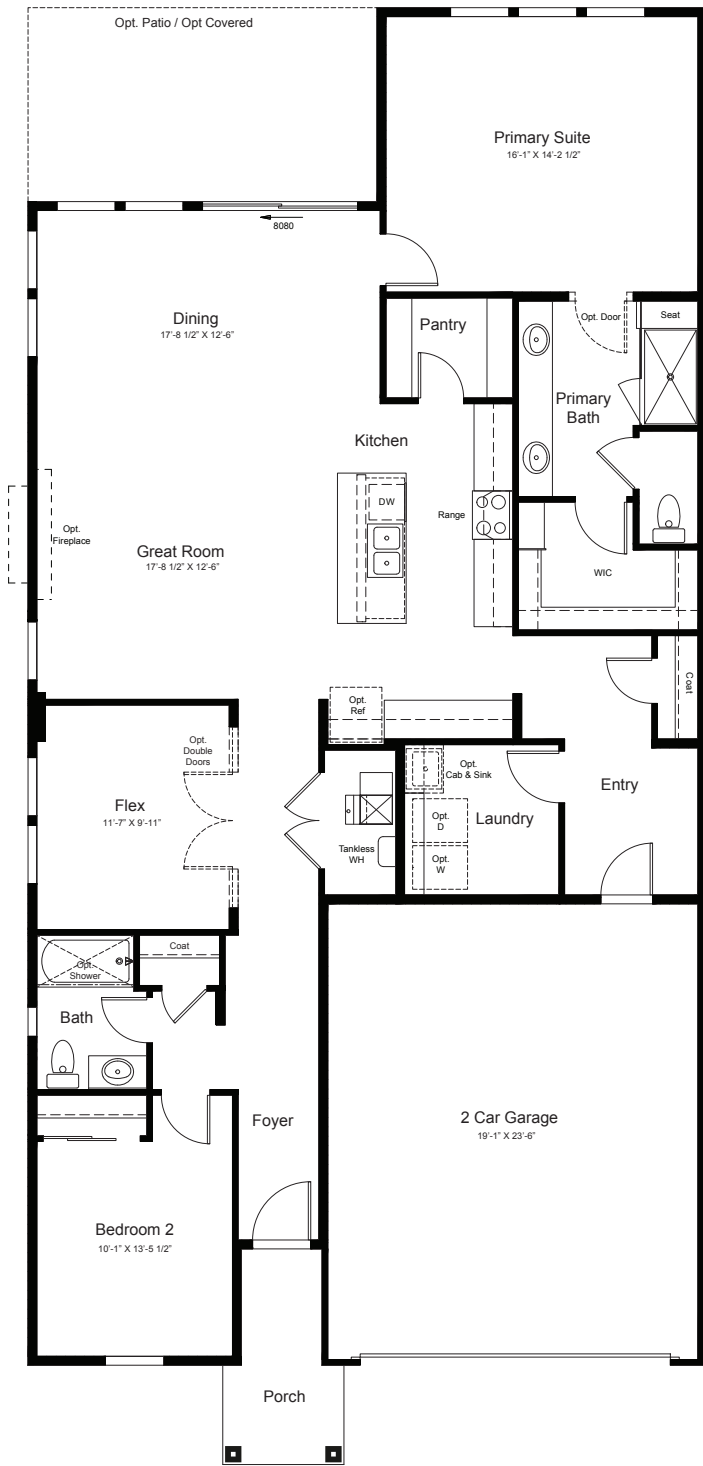 Opt. Patio / Opt Covered
Primary Suite
16'-1" X 14'-2 1/2"
8080
Dining
17'-8 1/2" X 12'-6"
Pantry
Opt. Door
Seat
Primary
Bath
Kitchen
DW
Range
Opt.
Fireplace
Great Room
17'-8 1/2" X 12'-6"
WIC
Coat
Opt.
Ref
Opt.
Double
Doors
Flex
11'-7" X 9'-11"
Tankless
WH
Opt.
Cab & Sink
Opt.
D
Laundry
Opt.
W
Entry
Coat
Opt.
Shower
Bath
Foyer
2 Car Garage
19'-1" X 23'-6"
Bedroom 2
10'-1" X 13'-5 1/2"
Porch